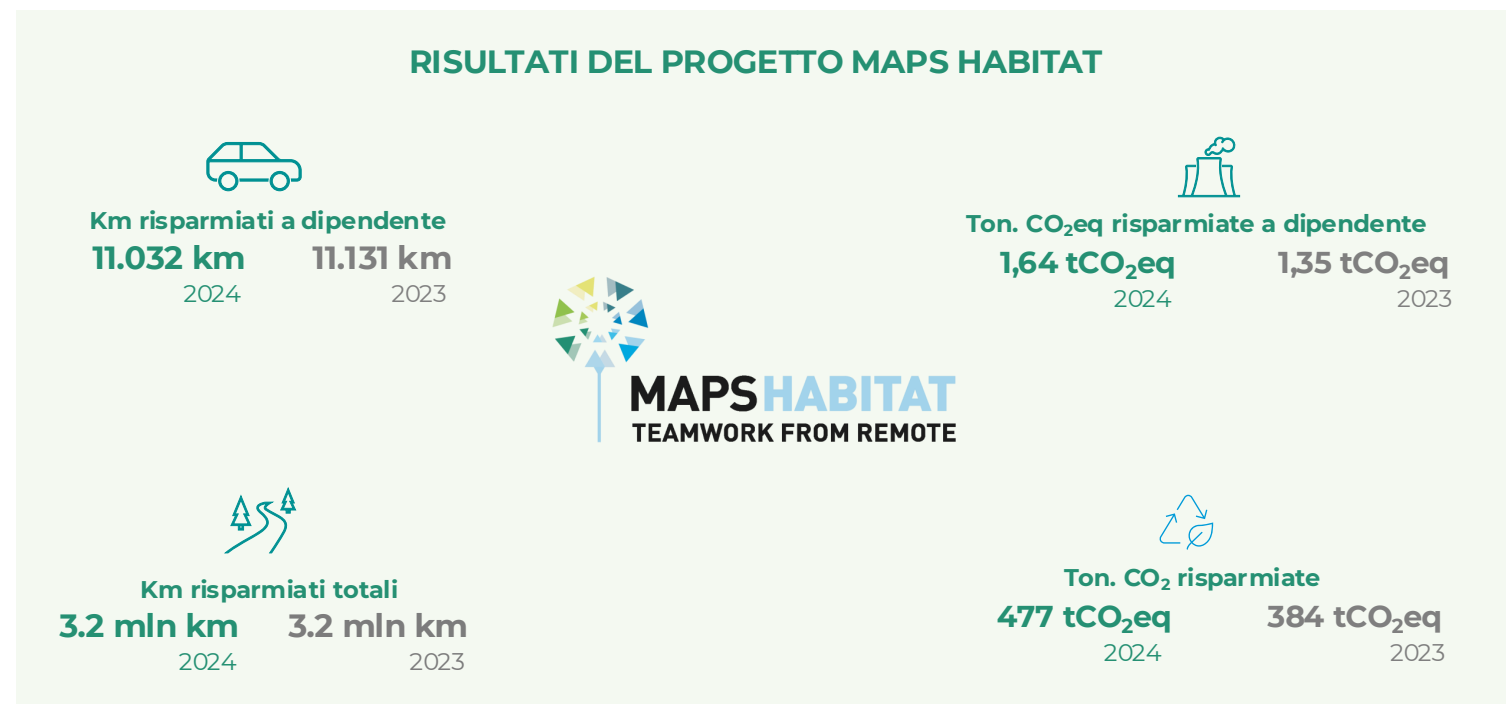 RISULTATI DEL PROGETTO MAPS HABITAT
Km risparmiati a dipendente
11.032 km 11.131 km
2024 2023
Ton. CO₂eq risparmiate a dipendente
1,64 tCO₂eq 1,35 tCO₂eq
2024 2023
MAPS HABITAT
TEAMWORK FROM REMOTE
Km risparmiati totali
3.2 mln km 3.2 mln km
2024 2023
Ton. CO₂ risparmiate
477 tCO₂eq 384 tCO₂eq
2024 2023